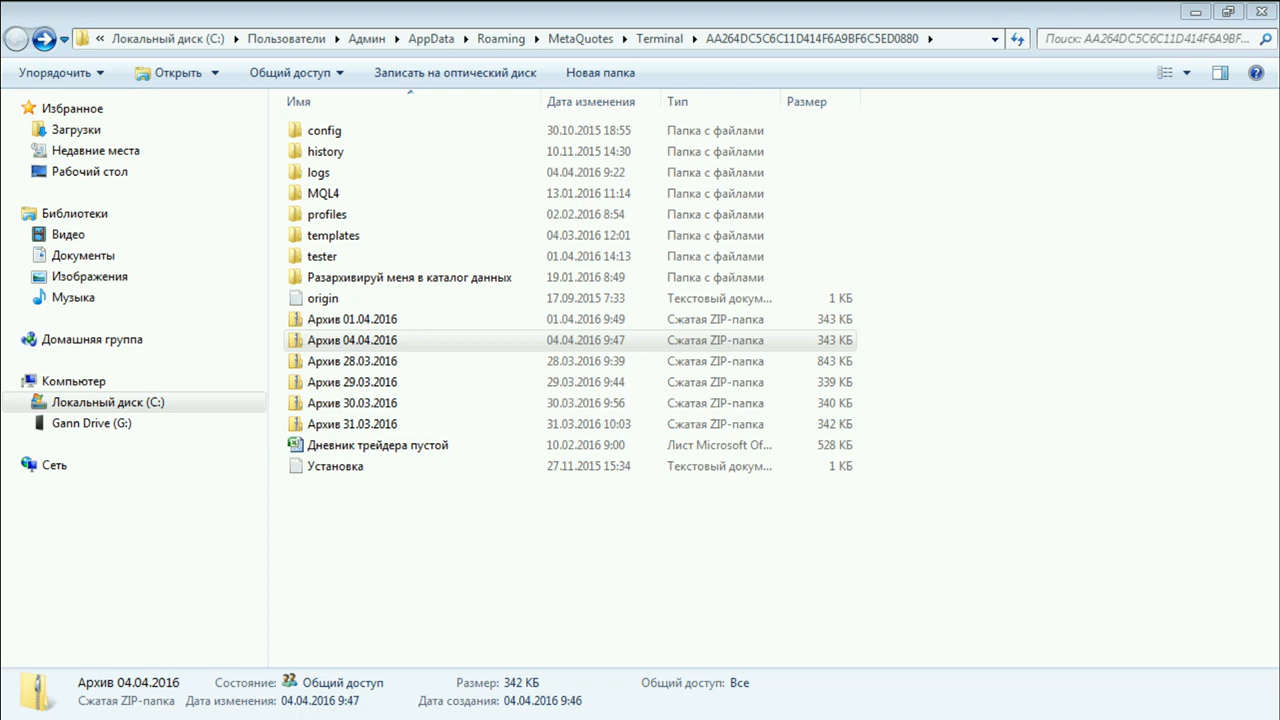 « Локальный диск (C:) Пользователи Админ AppData Roaming MetaQuotes Terminal AA264DC5C6C11D414F6A9BF6C5ED0880 Поиск: AA264DC5C6C11D414F6A9BF...
Упорядочить Открыть Общий доступ Записать на оптический диск Новая папка
Имя Дата изменения Тип Размер
Избранное
Загрузки
Недавние места
Рабочий стол
Библиотеки
Видео
Документы
Изображения
Музыка
Домашняя группа
Компьютер
Локальный диск (C:)
Gann Drive (G:)
Сеть
config 30.10.2015 18:55 Папка с файлами
history 10.11.2015 14:30 Папка с файлами
logs 04.04.2016 9:22 Папка с файлами
MQL4 13.01.2016 11:14 Папка с файлами
profiles 02.02.2016 8:54 Папка с файлами
templates 04.03.2016 12:01 Папка с файлами
tester 01.04.2016 14:13 Папка с файлами
Разархивируй меня в каталог данных 19.01.2016 8:49 Папка с файлами
origin 17.09.2015 7:33 Текстовый докум... 1 КБ
Архив 01.04.2016 01.04.2016 9:49 Сжатая ZIP-папка 343 КБ
Архив 04.04.2016 04.04.2016 9:47 Сжатая ZIP-папка 343 КБ
Архив 28.03.2016 28.03.2016 9:39 Сжатая ZIP-папка 843 КБ
Архив 29.03.2016 29.03.2016 9:44 Сжатая ZIP-папка 339 КБ
Архив 30.03.2016 30.03.2016 9:56 Сжатая ZIP-папка 340 КБ
Архив 31.03.2016 31.03.2016 10:03 Сжатая ZIP-папка 342 КБ
Дневник трейдера пустой 10.02.2016 9:00 Лист Microsoft Of... 528 КБ
Установка 27.11.2015 15:34 Текстовый докум... 1 КБ
Архив 04.04.2016 Состояние: Общий доступ Размер: 342 КБ Общий доступ: Все
Сжатая ZIP-папка Дата изменения: 04.04.2016 9:47 Дата создания: 04.04.2016 9:46